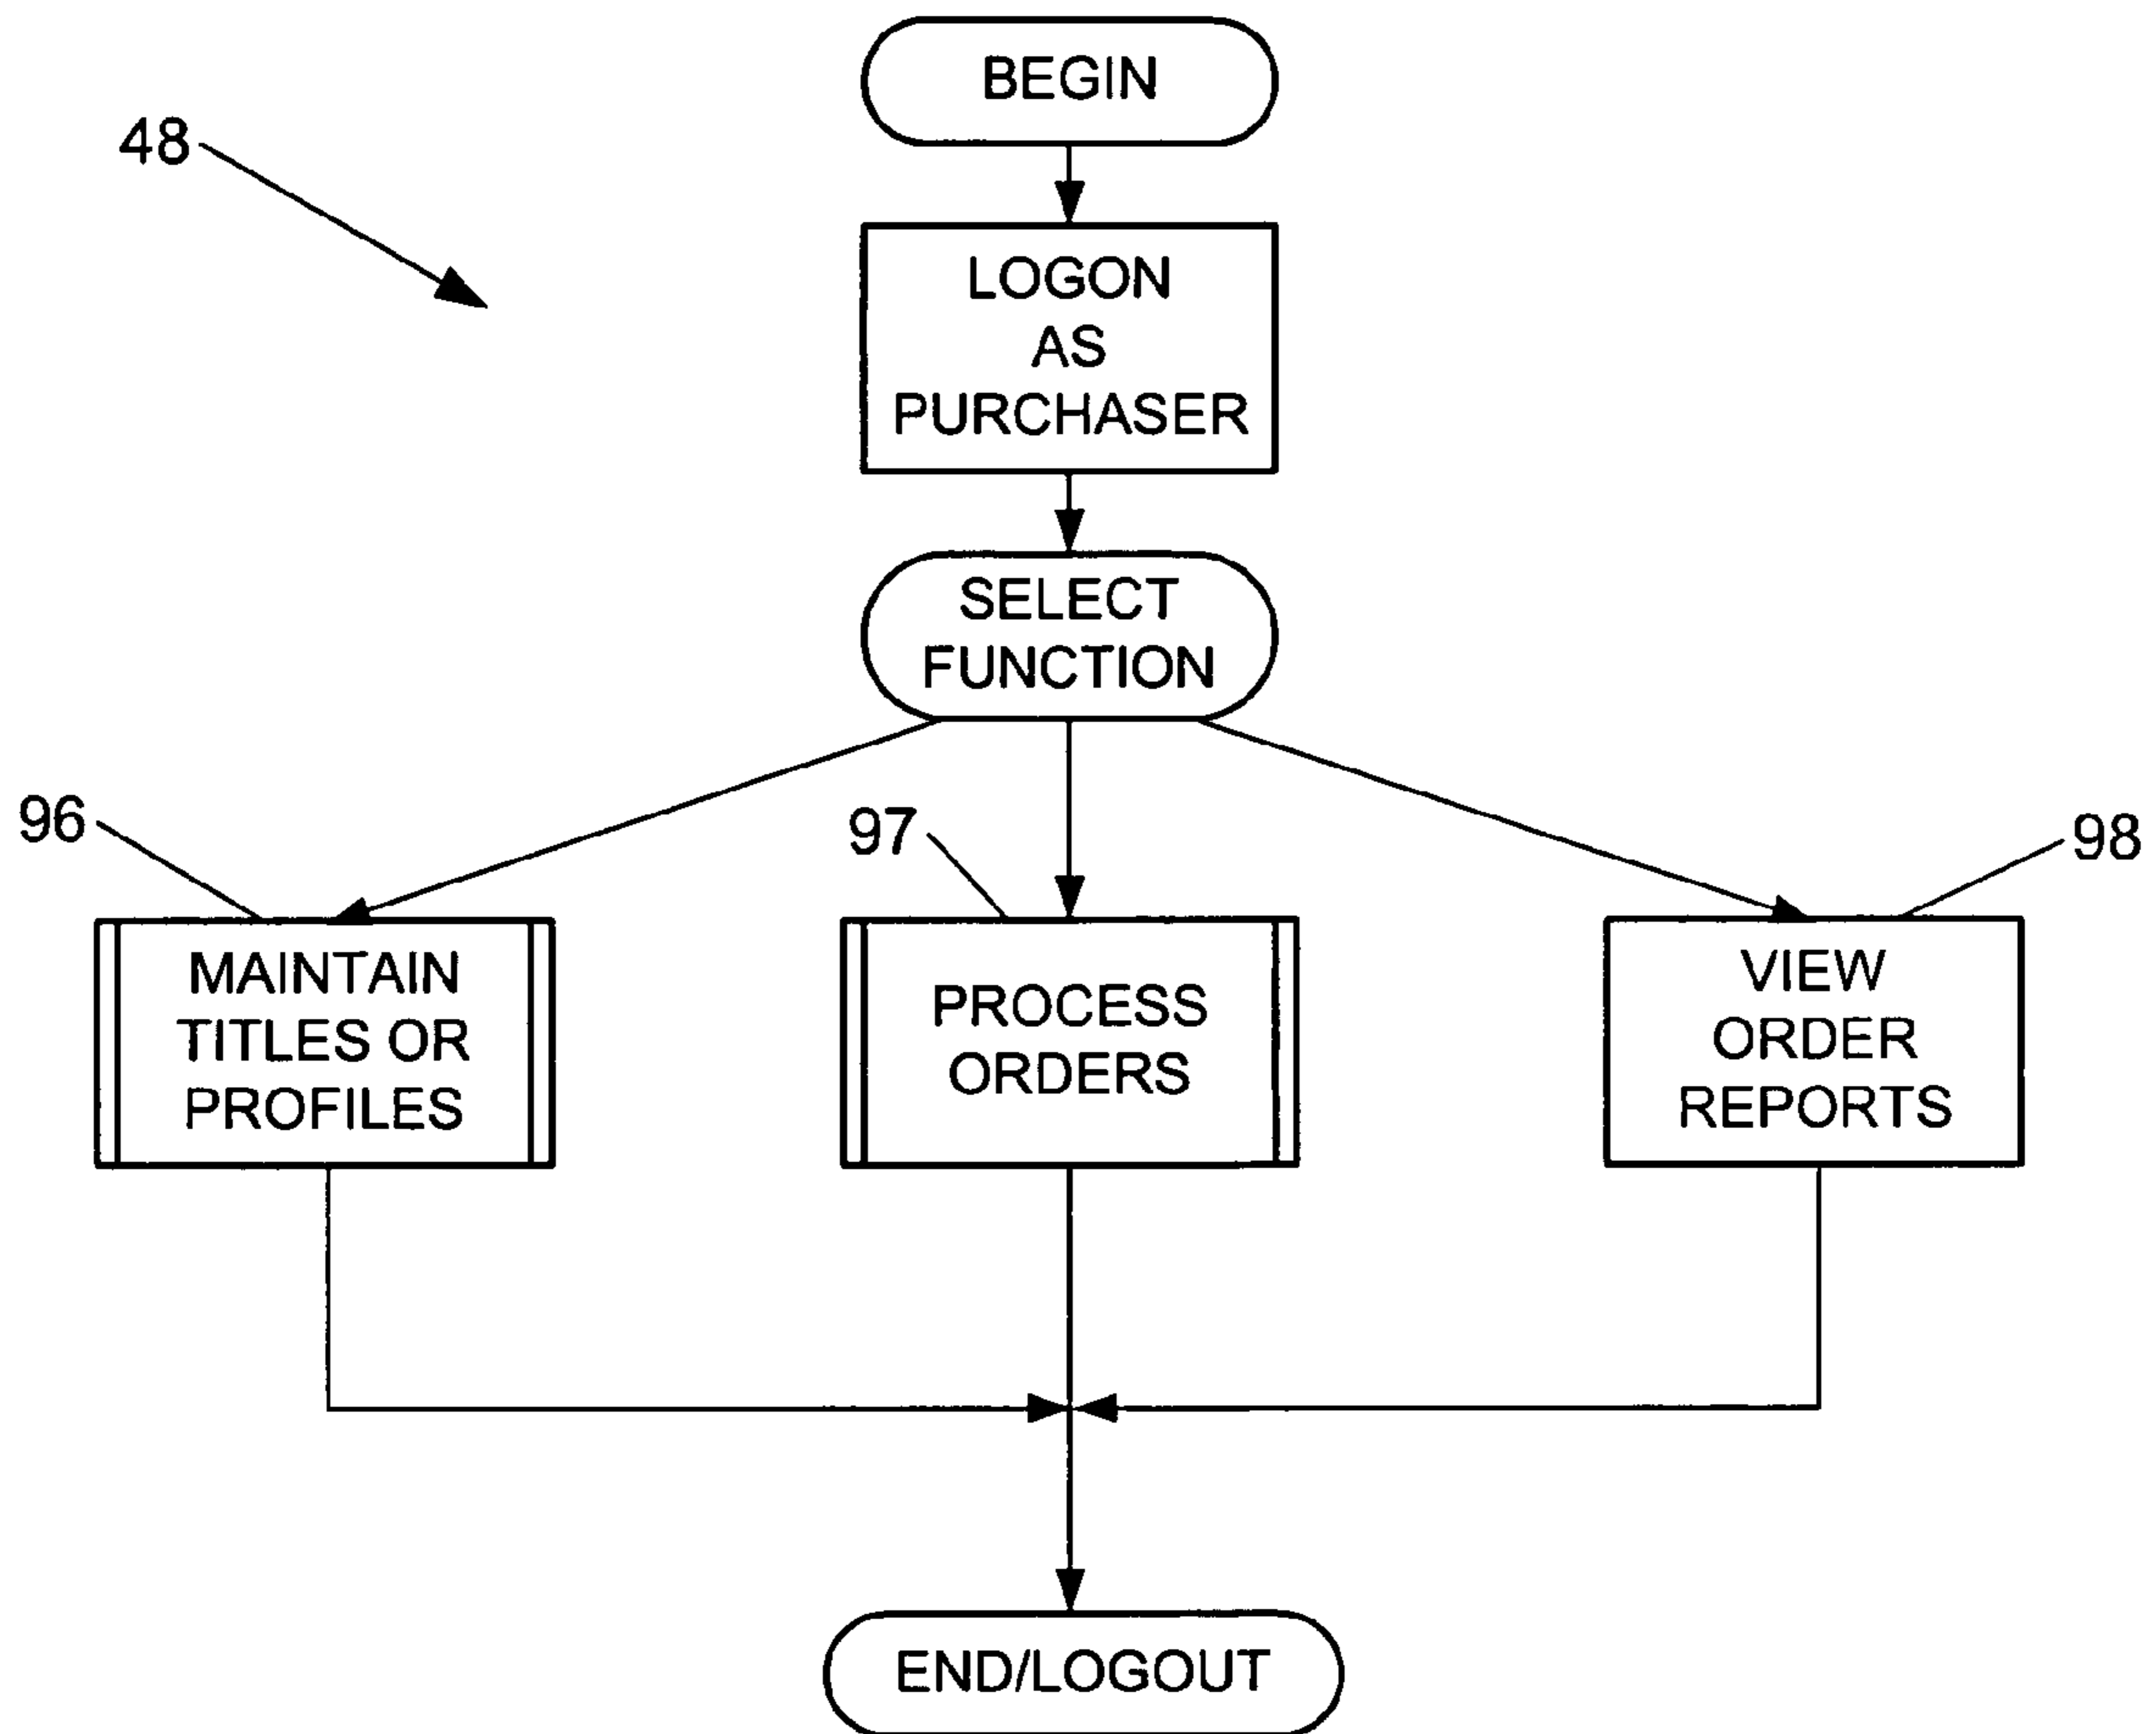 BEGIN
48
LOGON
AS
PURCHASER
SELECT
FUNCTION
96
97
98
MAINTAIN
TITLES OR
PROFILES
PROCESS
ORDERS
VIEW
ORDER
REPORTS
END/LOGOUT